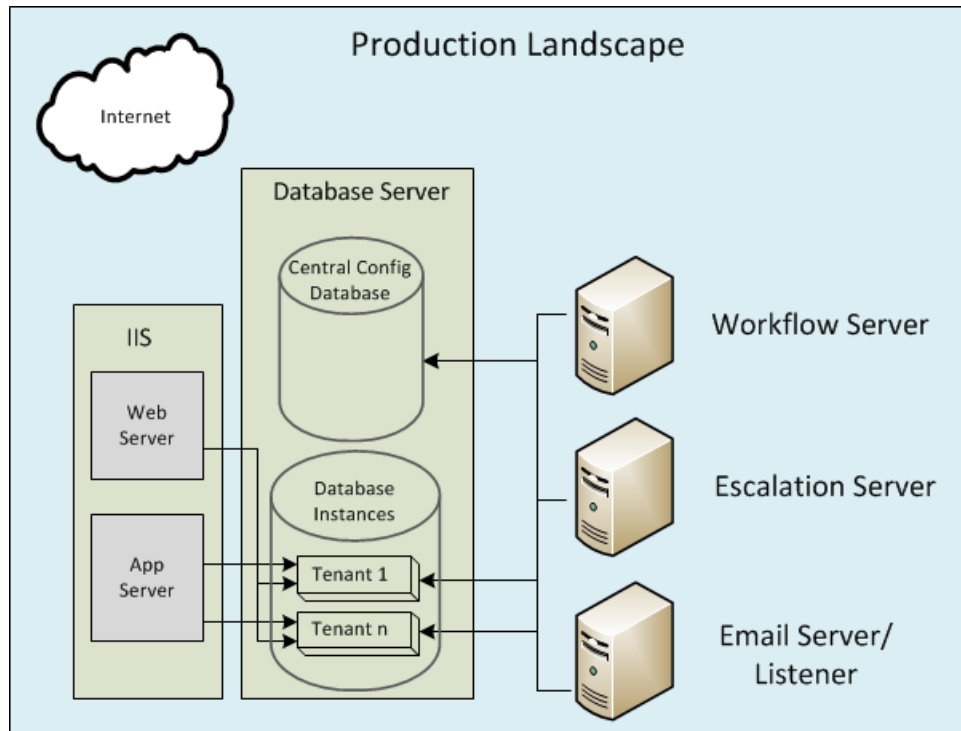 Production Landscape
Internet
Database Server
Central Config
Database
IIS
Web
Server
App
Server
Database
Instances
Tenant 1
Tenant n
Workflow Server
Escalation Server
Email Server/
Listener